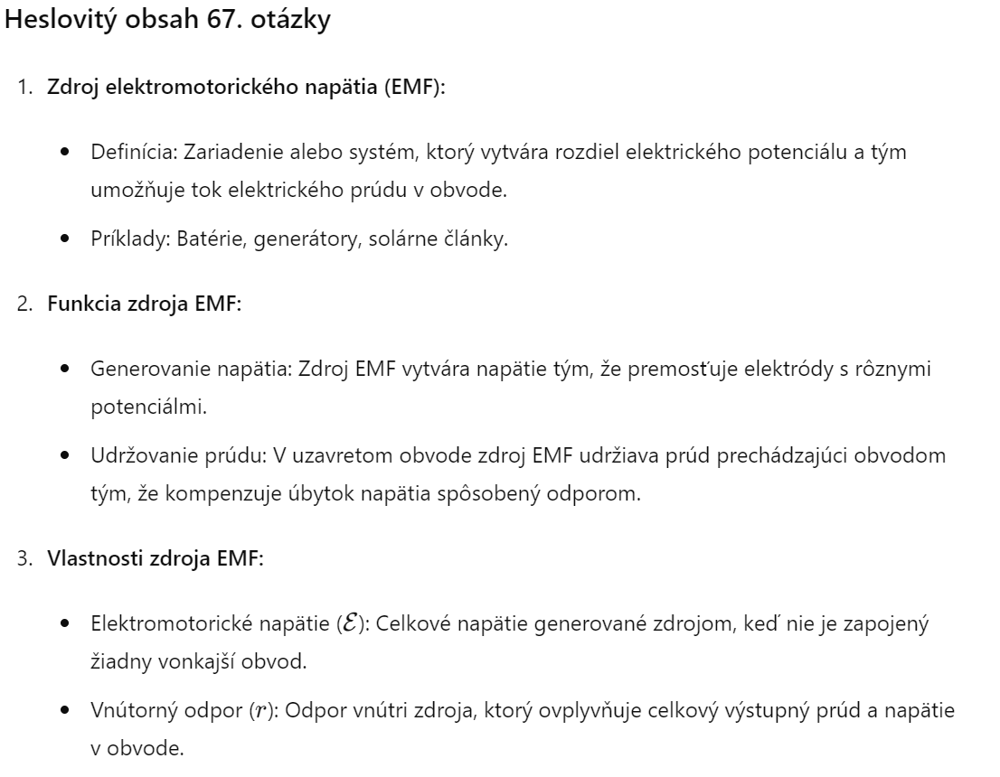 Heslovitý obsah 67. otázky
1. Zdroj elektromotorického napätia (EMF):
• Definícia: Zariadenie alebo systém, ktorý vytvára rozdiel elektrického potenciálu a tým
umožňuje tok elektrického prúdu v obvode.
• Príklady: Batérie, generátory, solárne články.
2. Funkcia zdroja EMF:
• Generovanie napätia: Zdroj EMF vytvára napätie tým, že premosťuje elektródy s rôznymi
potenciálmi.
• Udržovanie prúdu: V uzavretom obvode zdroj EMF udržiava prúd prechádzajúci obvodom
tým, že kompenzuje úbytok napätia spôsobený odporom.
3. Vlastnosti zdroja EMF:
• Elektromotorické napätie (ℰ): Celkové napätie generované zdrojom, keď nie je zapojený
žiadny vonkajší obvod.
• Vnútorný odpor (r): Odpor vnútri zdroja, ktorý ovplyvňuje celkový výstupný prúd a napätie
v obvode.